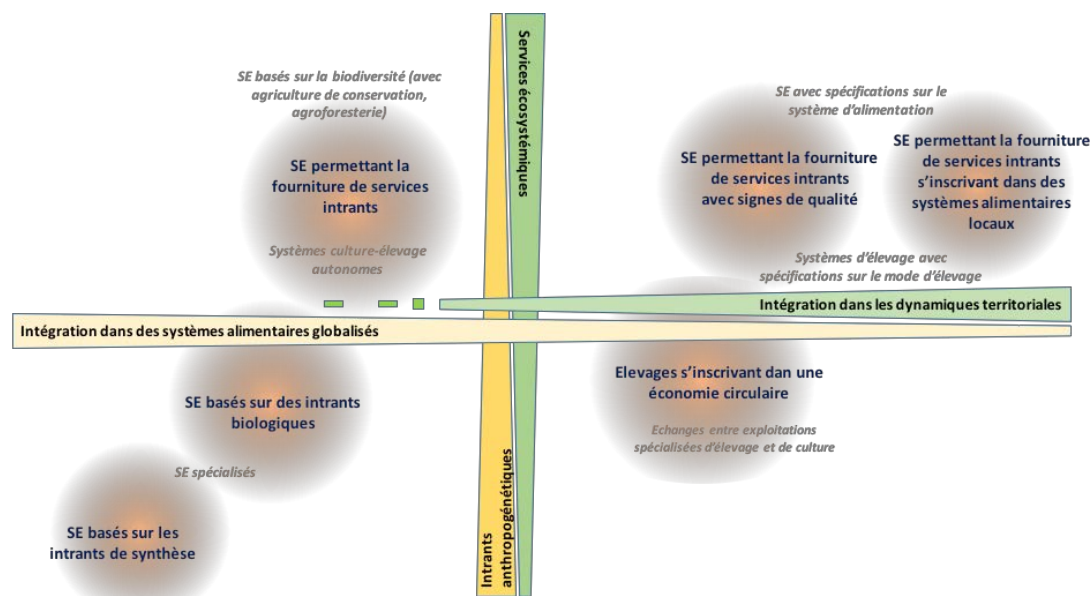 SE basés sur la biodiversité (avec
agriculture de conservation,
agroforesterie)
SE permettant la
fourniture de services
intrants
Systèmes culture-élevage
autonomes
Services écosystémiques
SE avec spécifications sur le
système d'alimentation
SE permettant la fourniture
de services intrants
avec signes de qualité
SE permettant la fourniture
de services intrants
s'inscrivant dans des
systèmes alimentaires
locaux
Systèmes d'élevage avec
spécifications sur le mode d'élevage
Intégration dans les dynamiques territoriales
Intégration dans des systèmes alimentaires globalisés
SE basés sur des intrants
biologiques
SE spécialisés
SE basés sur les
intrants de synthèse
Intrants
anthropogénétiques
Elevages s'inscrivant dan une
économie circulaire
Echanges entre exploitations
spécialisées d'élevage et de culture